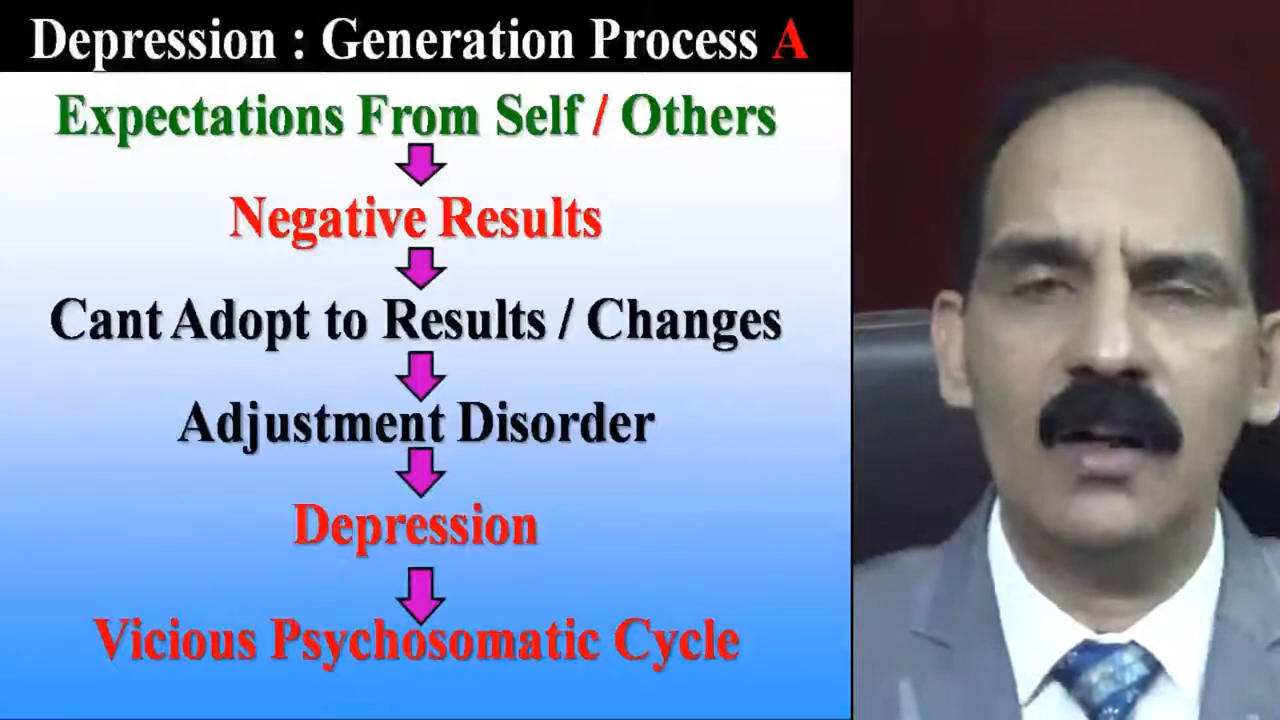 Depression : Generation Process A
Expectations From Self / Others
Negative Results
Cant Adopt to Results / Changes
Adjustment Disorder
Depression
Vicious Psychosomatic Cycle